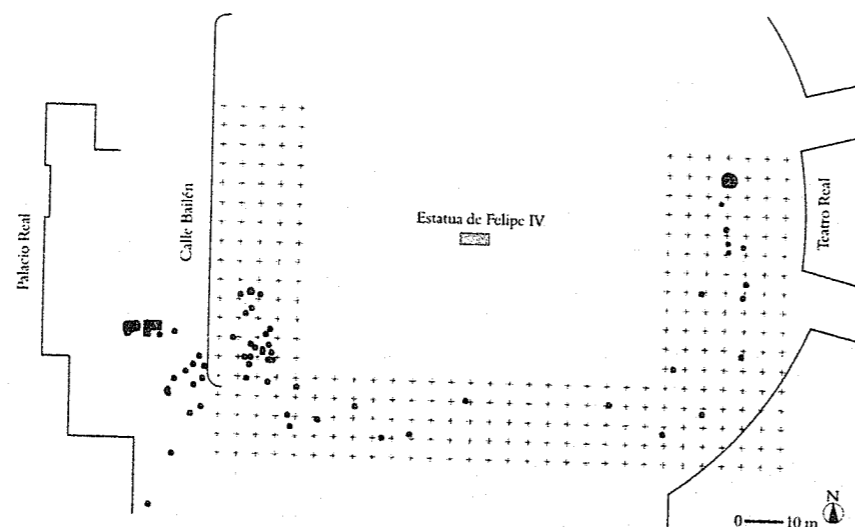 Palacio Real
Calle Bailén
Estatua de Felipe IV
Teatro Real
N
0 10 m